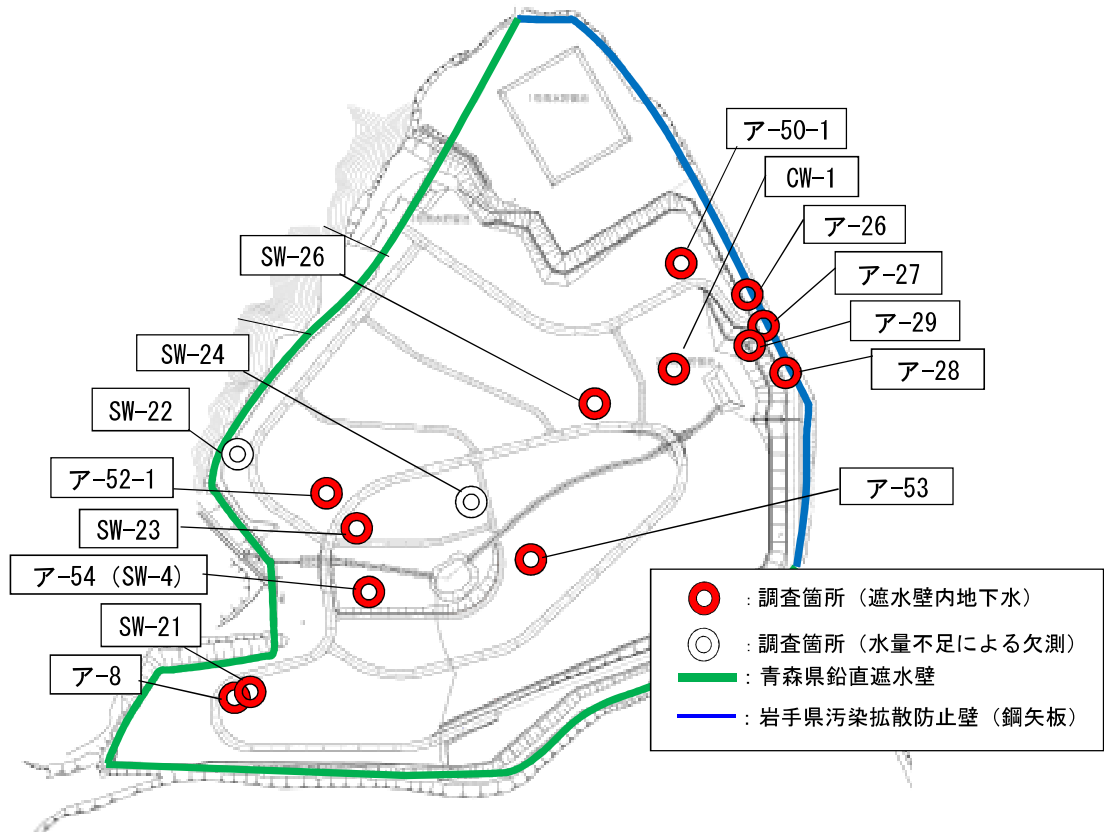 ア-50-1
CW-1
ア-26
SW-26
ア-27
ア-29
SW-24
ア-28
SW-22
ア-52-1
ア-53
SW-23
ア-54（SW-4）
SW-21
ア-8
：調査箇所（遮水壁内地下水）
：調査箇所（水量不足による欠測）
：青森県鉛直遮水壁
：岩手県汚染拡散防止壁（鋼矢板）